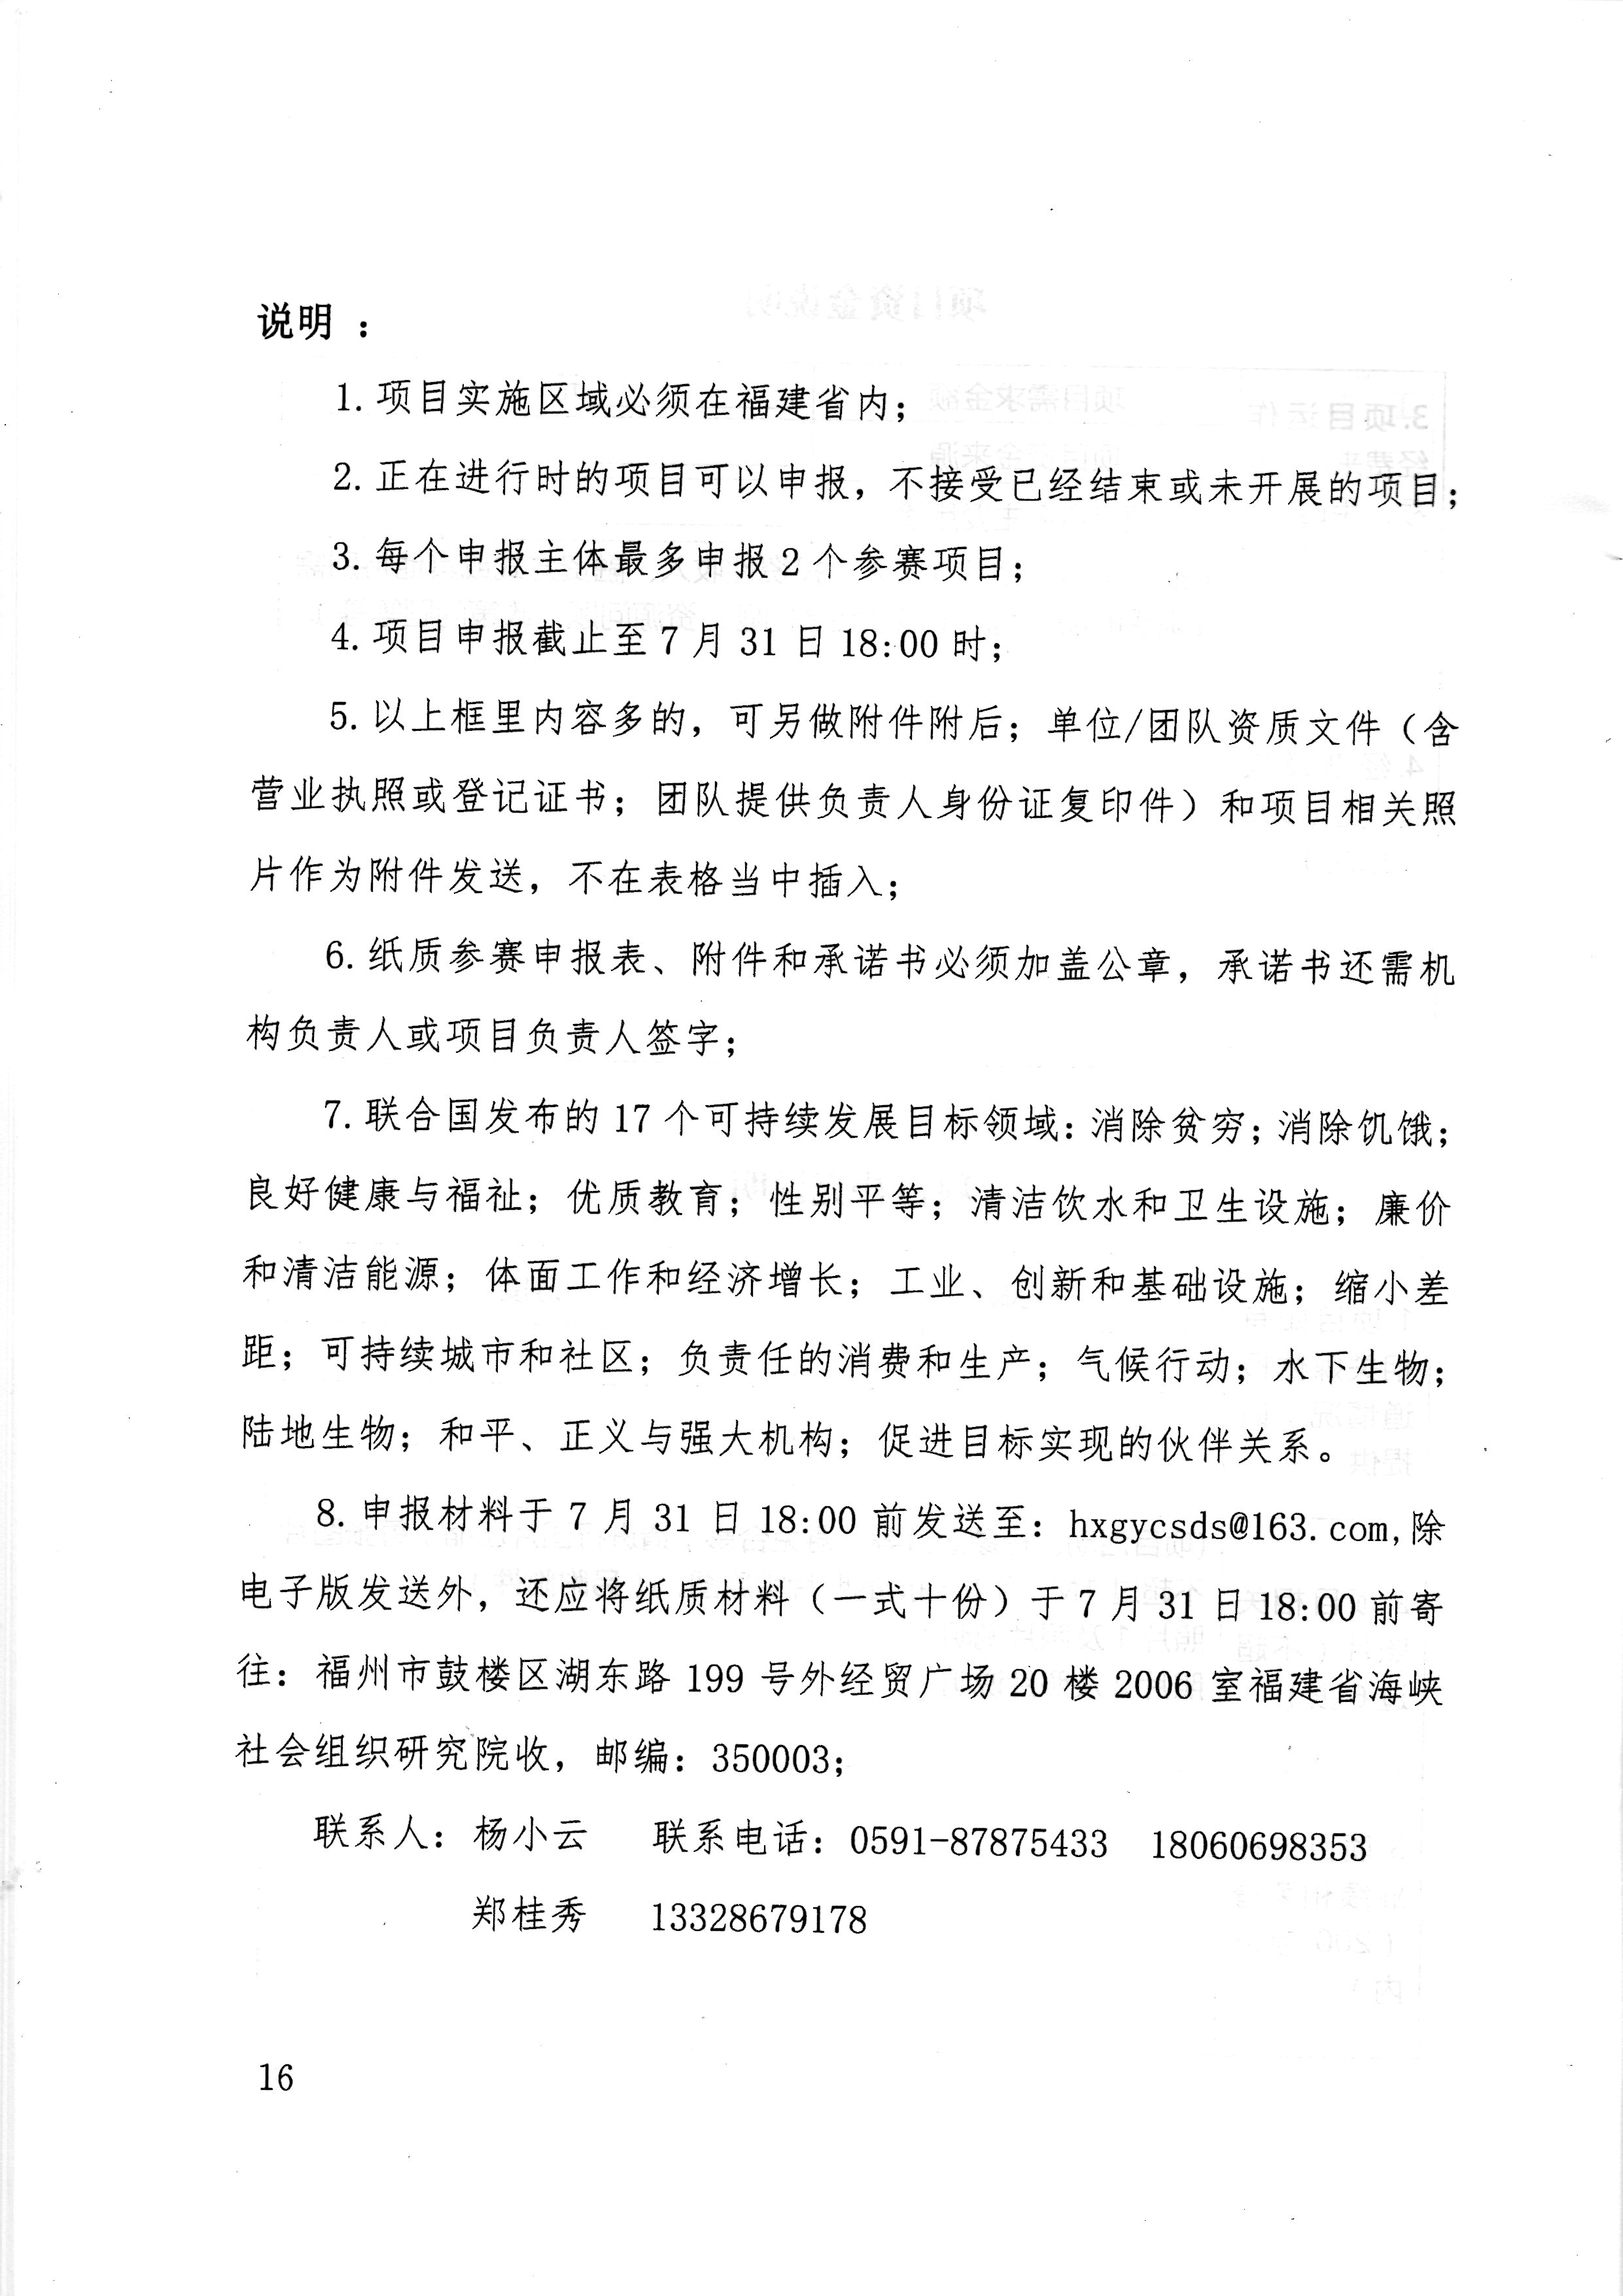 说明 ：
1. 项目实施区域必须在福建省内；
2. 正在进行时的项目可以申报，不接受已经结束或未开展的项目；
3. 每个申报主体最多申报 2 个参赛项目；
4. 项目申报截止至 7 月 31 日 18:00 时；
5. 以上框里内容多的，可另做附件附后；单位/团队资质文件（含
营业执照或登记证书；团队提供负责人身份证复印件）和项目相关照
片作为附件发送，不在表格当中插入；
6. 纸质参赛申报表、附件和承诺书必须加盖公章，承诺书还需机
构负责人或项目负责人签字；
7. 联合国发布的 17 个可持续发展目标领域：消除贫穷；消除饥饿；
良好健康与福祉；优质教育；性别平等；清洁饮水和卫生设施；廉价
和清洁能源；体面工作和经济增长；工业、创新和基础设施；缩小差
距；可持续城市和社区；负责任的消费和生产；气候行动；水下生物；
陆地生物；和平、正义与强大机构；促进目标实现的伙伴关系。
8. 申报材料于 7 月 31 日 18:00 前发送至：hxgycsds@163.com,除
电子版发送外，还应将纸质材料（一式十份）于 7 月 31 日 18:00 前寄
往：福州市鼓楼区湖东路 199 号外经贸广场 20 楼 2006 室福建省海峡
社会组织研究院收，邮编：350003；
联系人：杨小云 联系电话：0591-87875433 18060698353
郑桂秀 13328679178
16